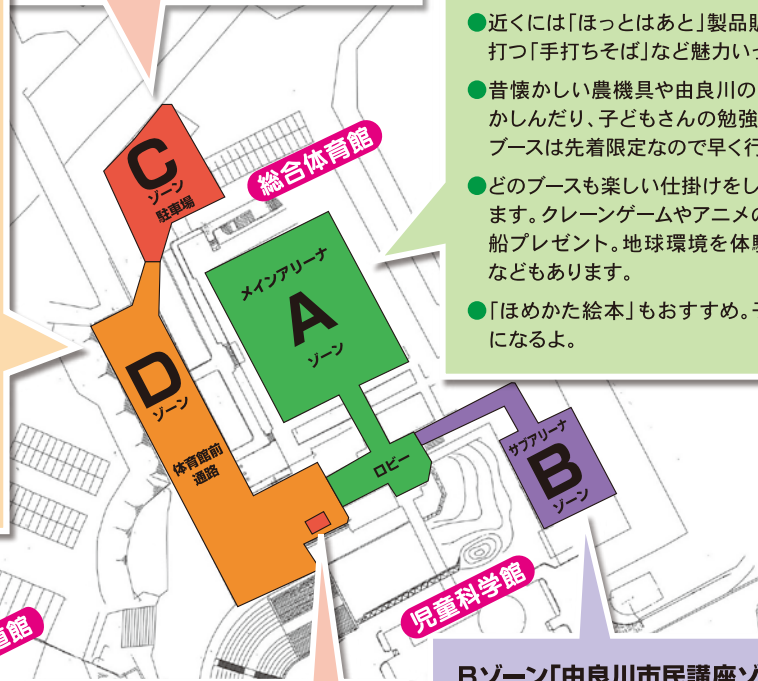 ●近くには「ほっとはあと」製品
打つ「手打ちそば」など魅力いっ
●昔懐かしい農機具や由良川の
かしんだり、子どもさんの勉強
ブースは先着限定なので早く行
●どのブースも楽しい仕掛けをし
ます。クレーンゲームやアニメの
船プレゼント。地球環境を体験
などもあります。
●「ほめかた絵本」もおすすめ。子
になるよ。
総合体育館
C
ゾーン
駐車場
メインアリーナ
A
ゾーン
D
ゾーン
体育館前
通路
ロビー
サブアリーナ
B
ゾーン
児童科学館
館
Bゾーン「由良川市民講座ゾ